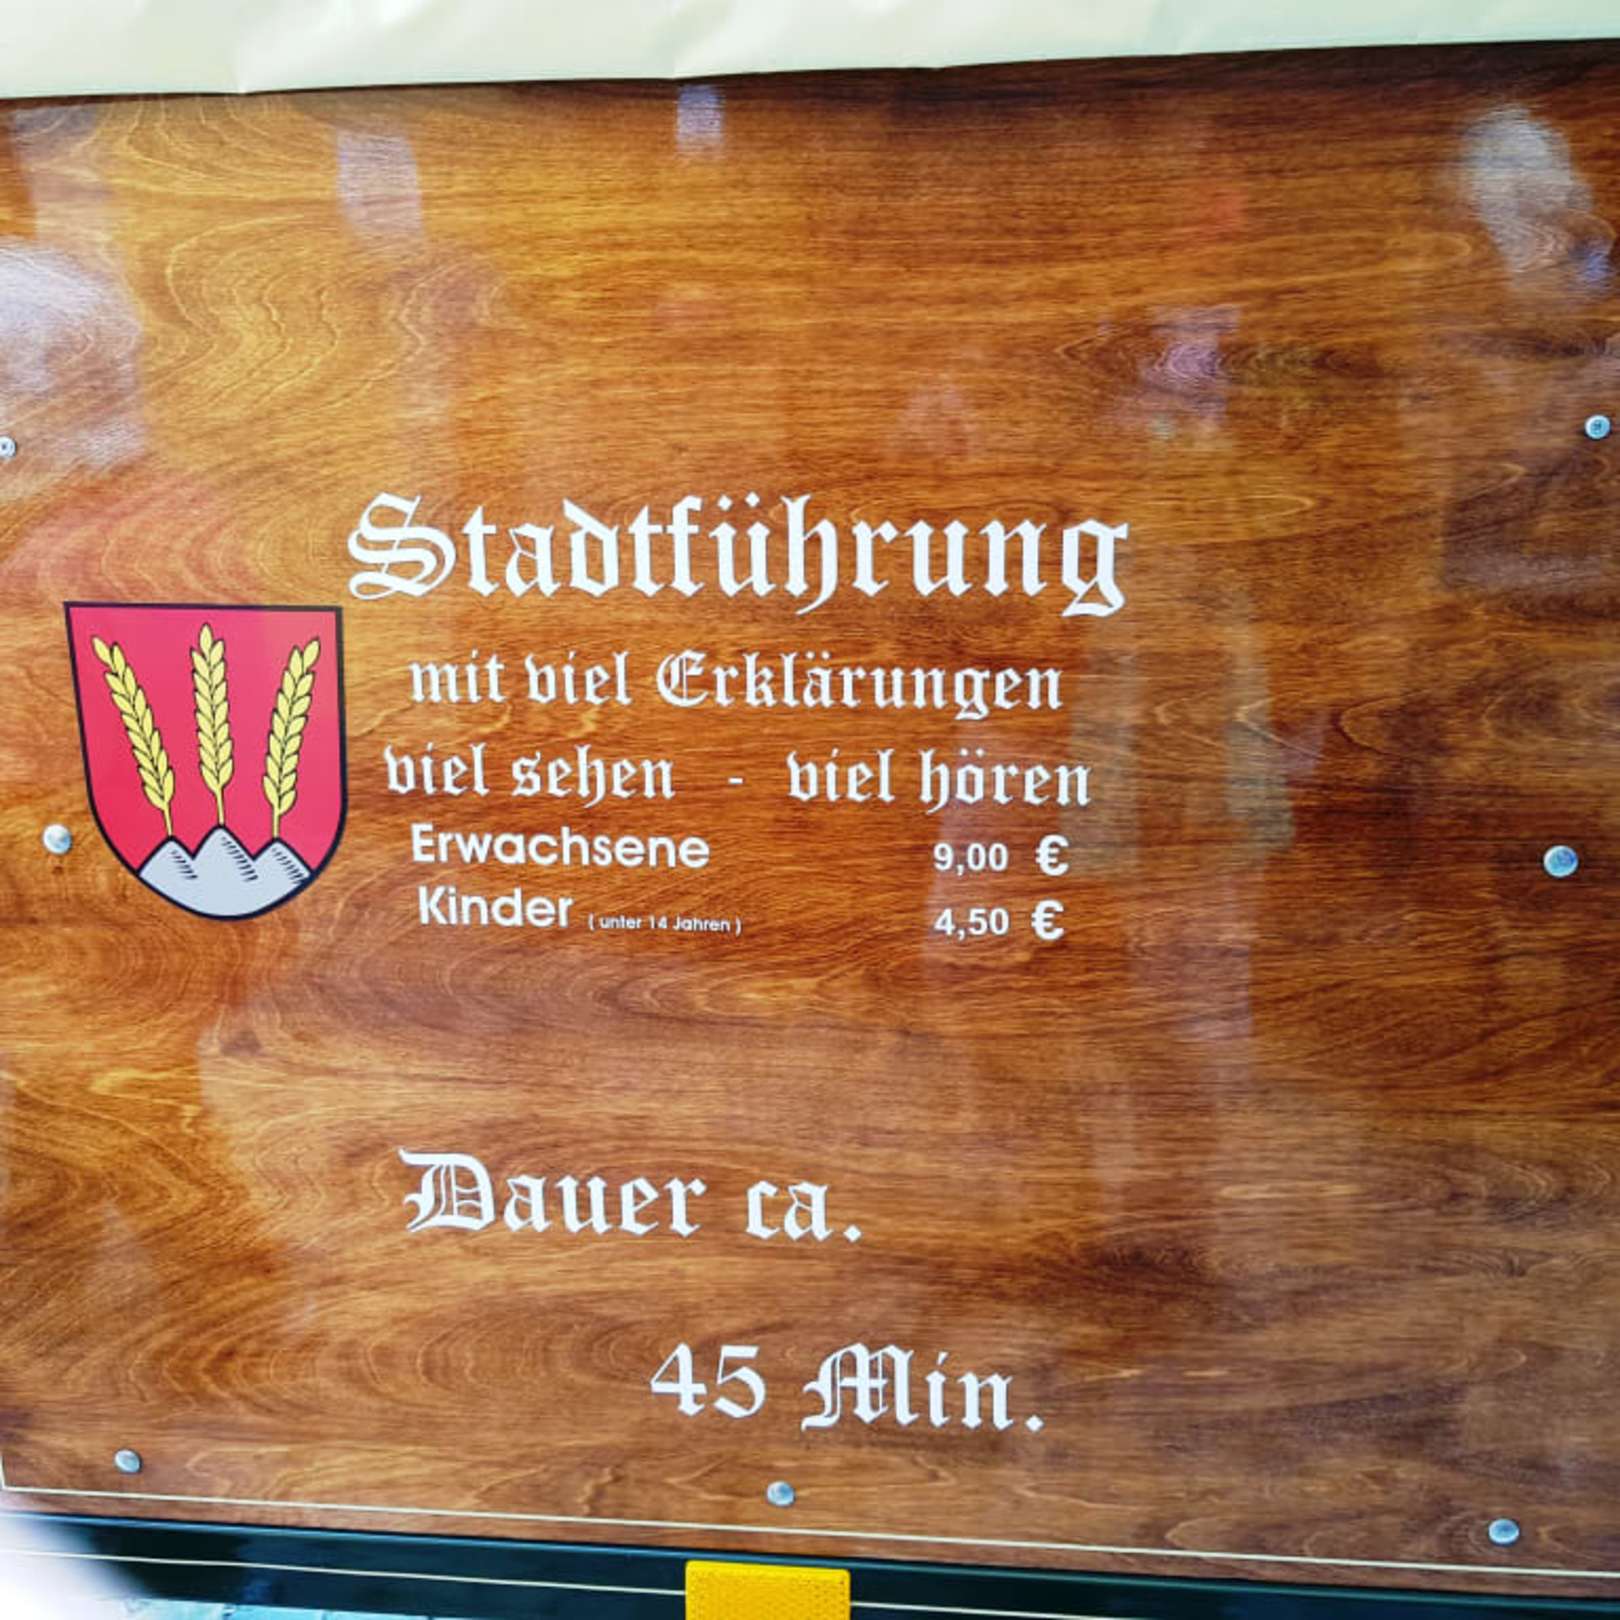 Stadtführung
mit viel Erklärungen
viel sehen - viel hören
Erwachsene 9,00 €
Kinder ( unter 14 Jahren ) 4,50 €
Dauer ca.
45 Min.